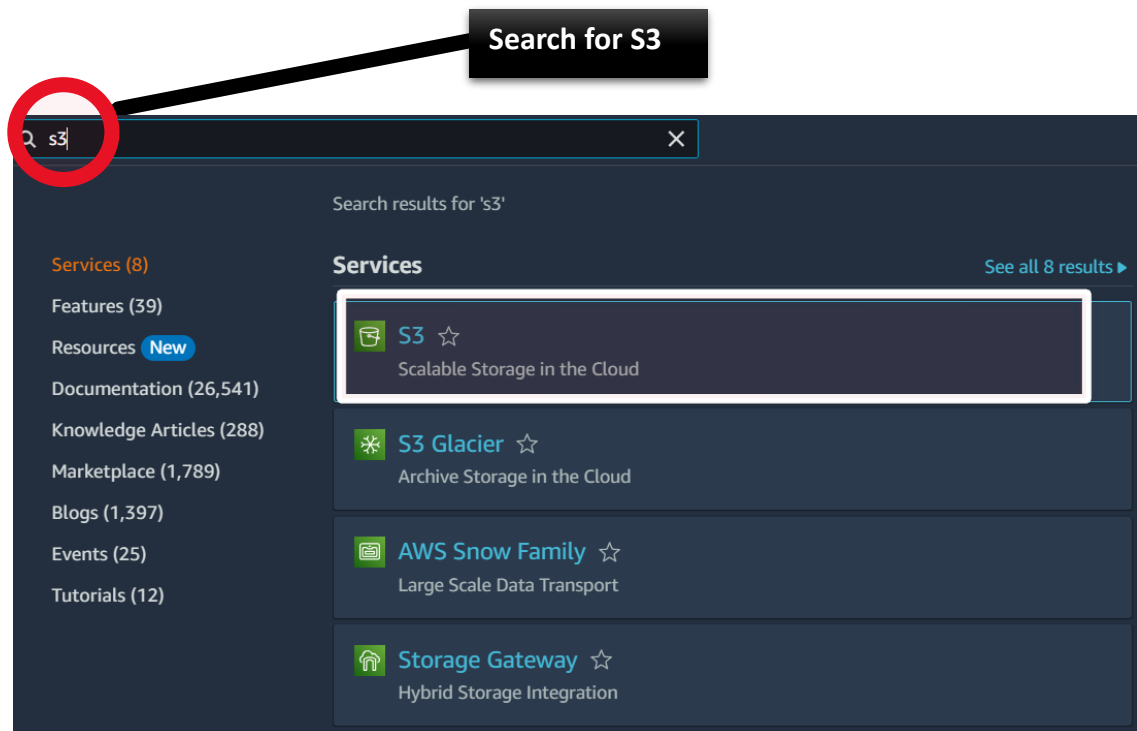 Search for S3
s3
Search results for 's3'
Services (8)
Features (39)
Resources New
Documentation (26,541)
Knowledge Articles (288)
Marketplace (1,789)
Blogs (1,397)
Events (25)
Tutorials (12)
Services
See all 8 results
S3
Scalable Storage in the Cloud
S3 Glacier
Archive Storage in the Cloud
AWS Snow Family
Large Scale Data Transport
Storage Gateway
Hybrid Storage Integration